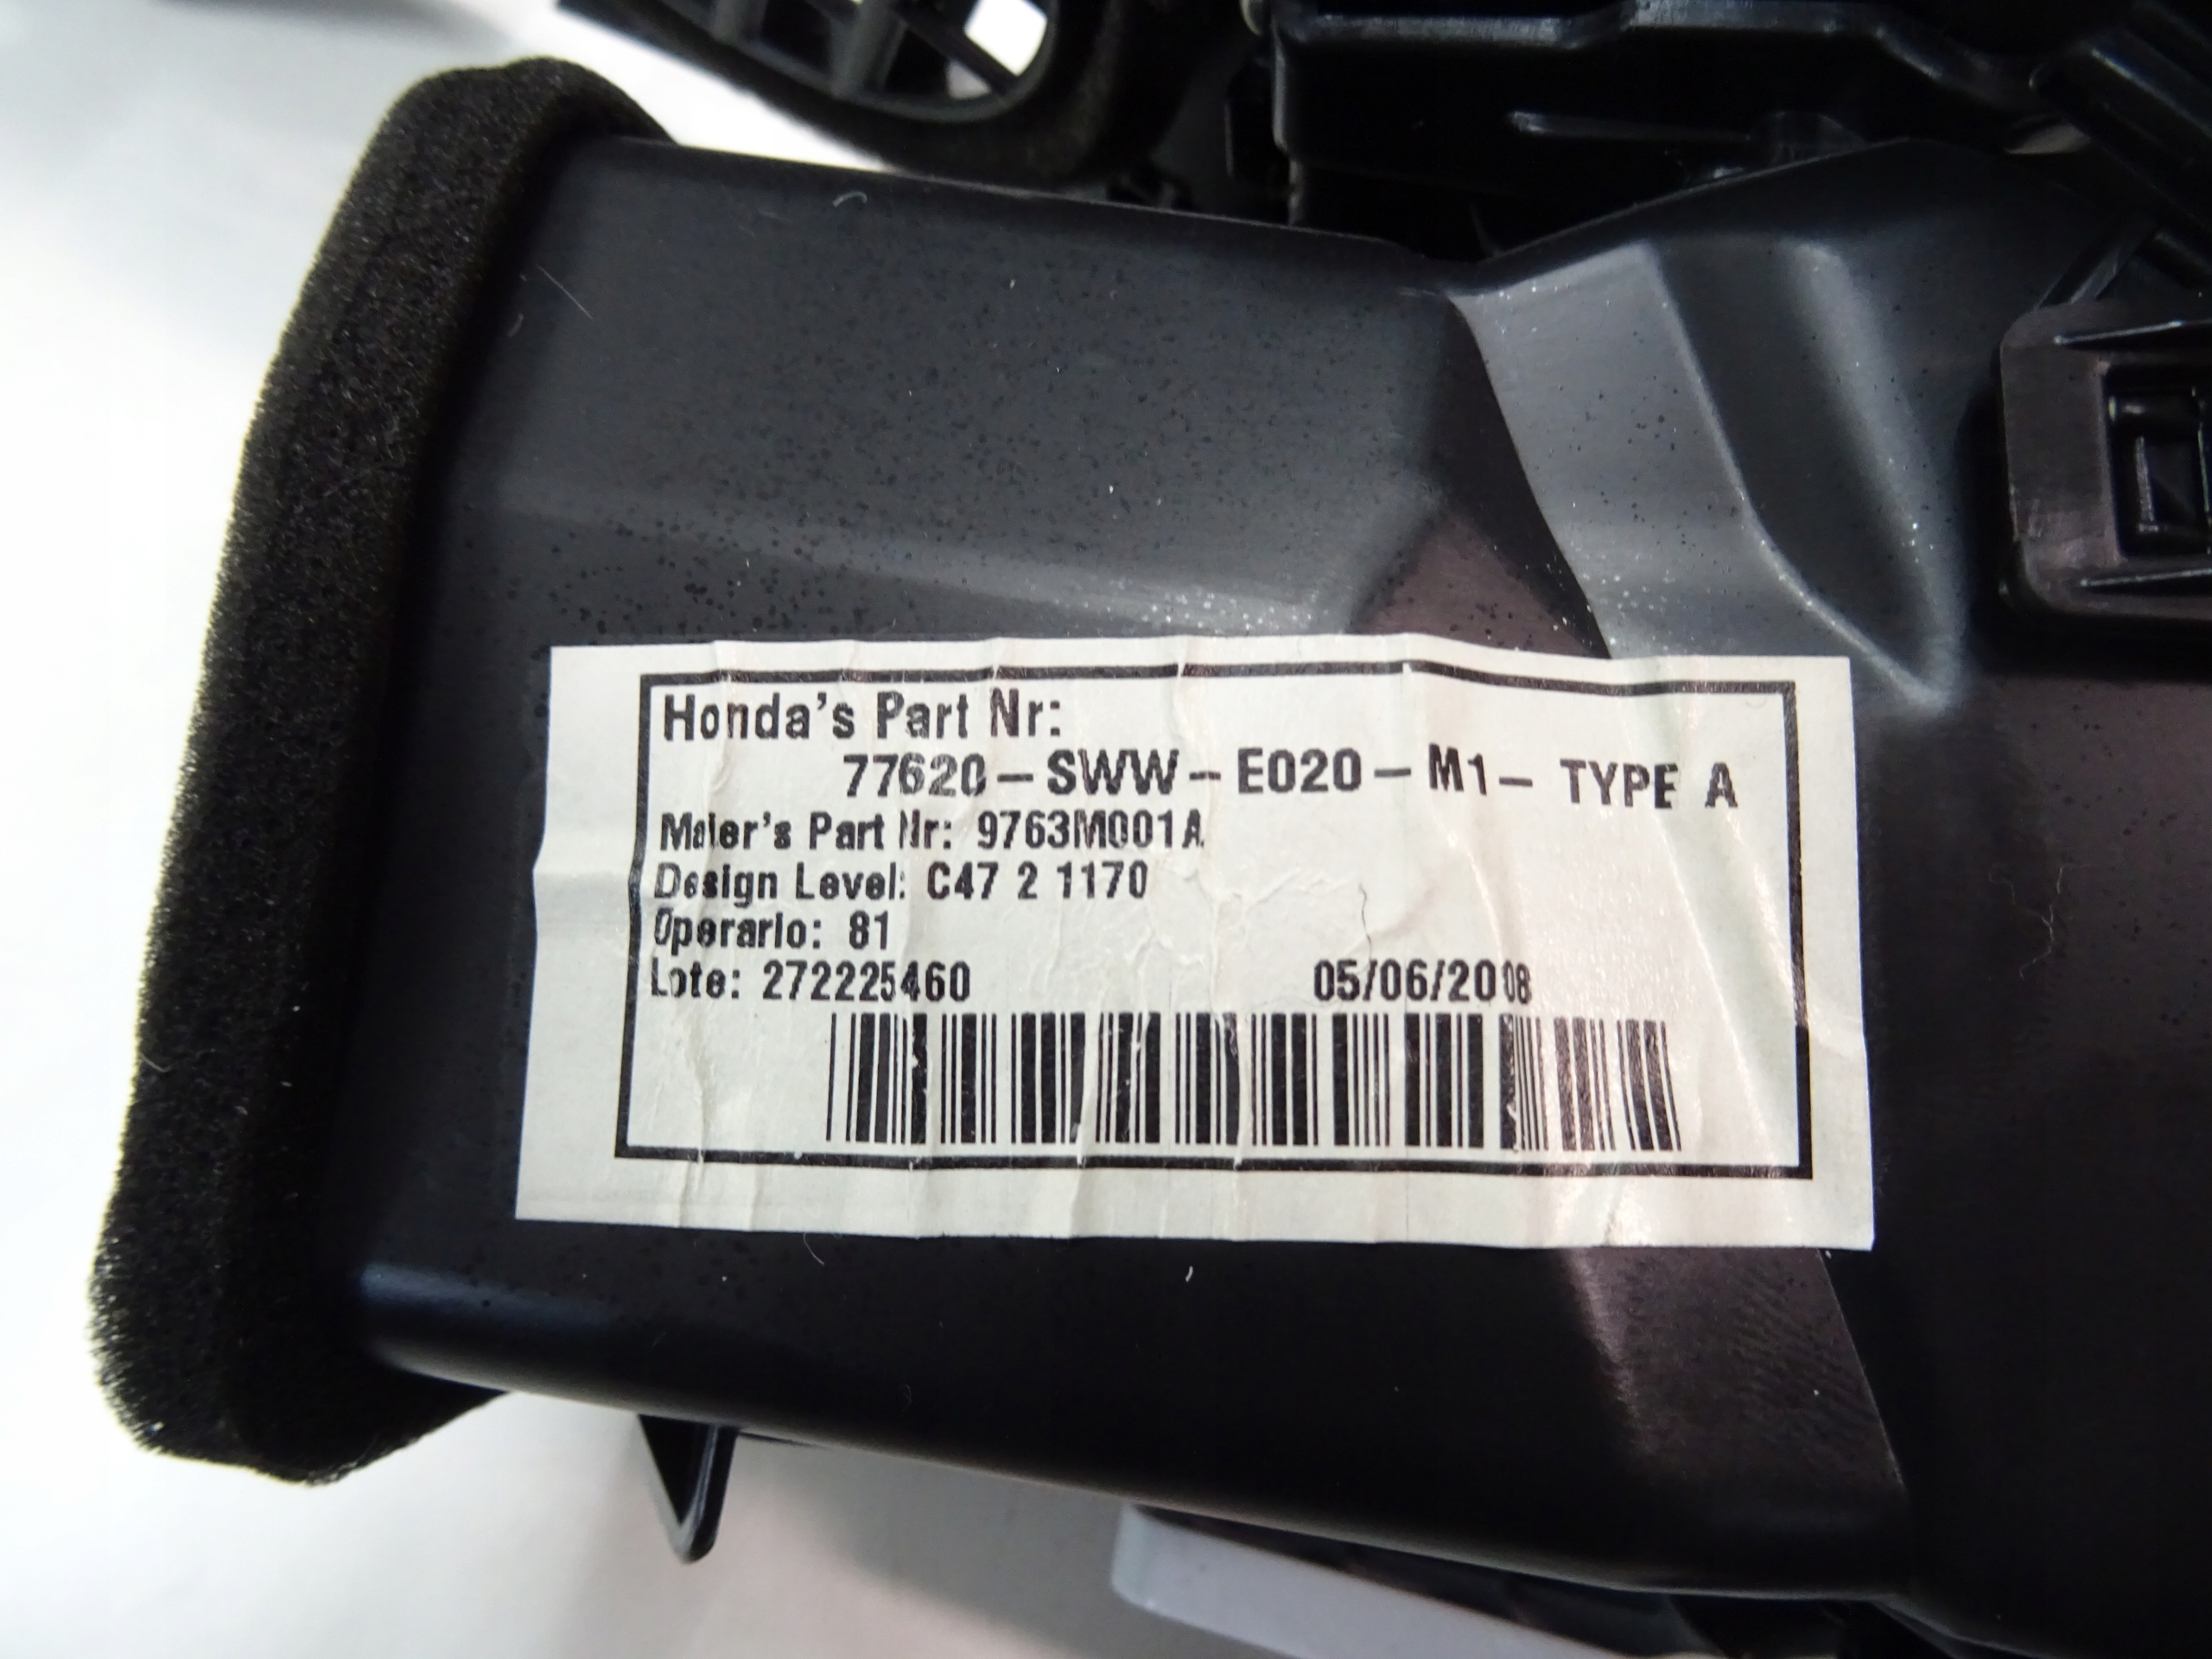 Honda's Part Nr:
77620-SWW-E020-M1-TYPE A
Maier's Part Nr: 9763M001A
Design Level: C47 2 1170
Operario: 81
Lote: 272225460 05/06/2008